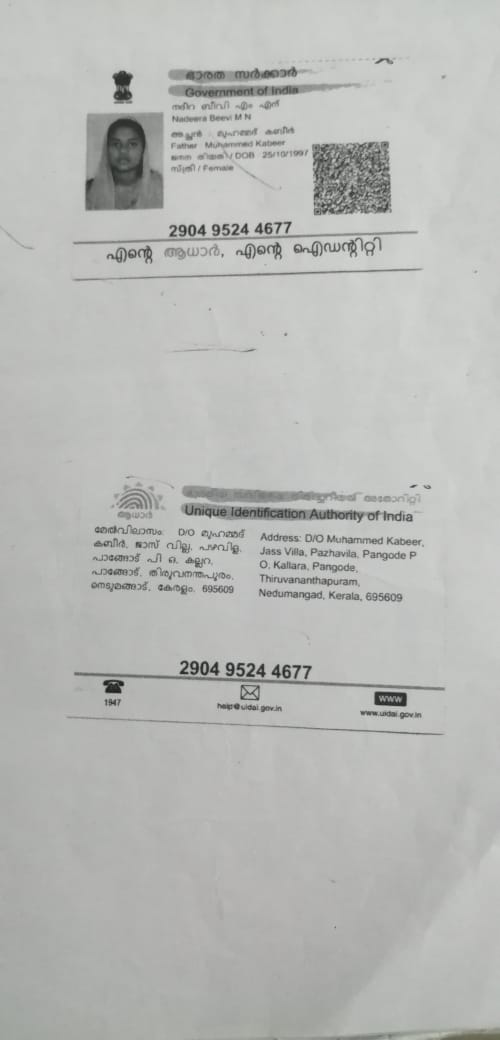 ഭാരത സർക്കാർ
Government of India
നദീറ ബീവി എം എൻ
Nadeera Beevi M N
അച്ഛൻ : മുഹമ്മദ് കബീർ
Father Muhammed Kabeer
ജനന തിയതി / DOB 25/10/1997
സ്ത്രീ / Female
2904 9524 4677
എന്റെ ആധാർ, എന്റെ ഐഡന്റിറ്റി
അതോറിറ്റി
ആധാർ
Unique Identification Authority of India
മേൽവിലാസം: D/O മുഹമ്മദ്
കബീർ, ജാസ് വില്ല, പഴവിള,
പാങ്ങോട് പി ഒ, കല്ലറ,
പാങ്ങോട്, തിരുവനന്തപുരം,
നെടുമങ്ങാട്, കേരളം, 695609
Address: D/O Muhammed Kabeer,
Jass Villa, Pazhavila, Pangode P
O, Kallara, Pangode,
Thiruvananthapuram,
Nedumangad, Kerala, 695609
2904 9524 4677
1947
help@uidai.gov.in
www
www.uidai.gov.in